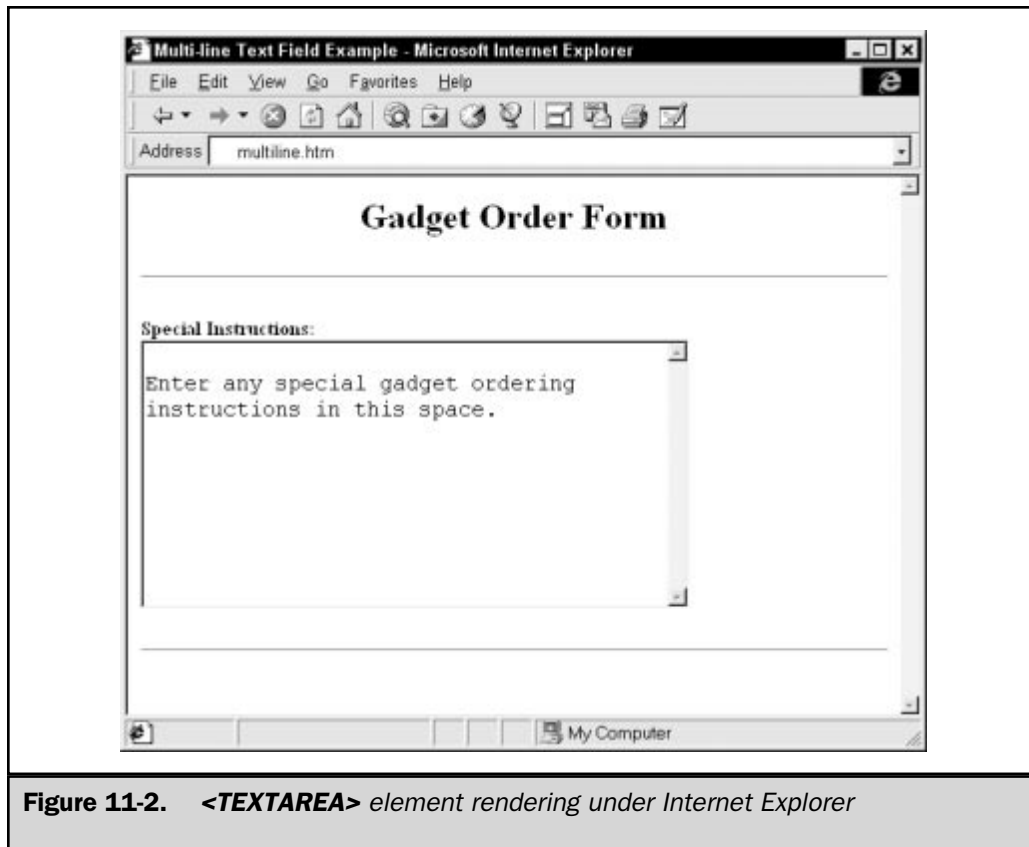 Multi-line Text Field Example - Microsoft Internet Explorer
File Edit View Go Favorites Help
Address multiline.htm
Gadget Order Form
Special Instructions:
Enter any special gadget ordering
instructions in this space.
My Computer
Figure 11-2. <TEXTAREA> element rendering under Internet Explorer